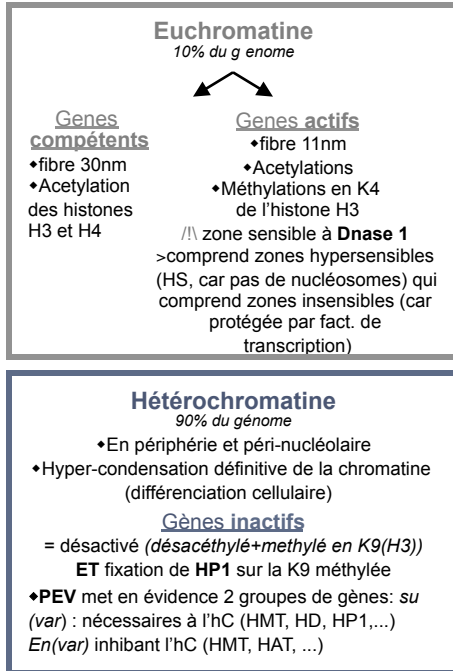 Euchromatine
10% du g enome
Genes
compétents
◆fibre 30nm
◆Acetylation
des histones
H3 et H4
Genes actifs
◆fibre 11nm
◆Acetylations
◆Méthylations en K4
de l'histone H3
/!\ zone sensible à Dnase 1
>comprend zones hypersensibles
(HS, car pas de nucléosomes) qui
comprend zones insensibles (car
protégée par fact. de
transcription)
Hétérochromatine
90% du génome
◆En périphérie et péri-nucléolaire
◆Hyper-condensation définitive de la chromatine
(différenciation cellulaire)
Gènes inactifs
= désactivé (désacéthylé+methylé en K9(H3))
ET fixation de HP1 sur la K9 méthylée
◆PEV met en évidence 2 groupes de gènes: su
(var) : nécessaires à l'hC (HMT, HD, HP1,...)
En(var) inhibant l'hC (HMT, HAT, ...)